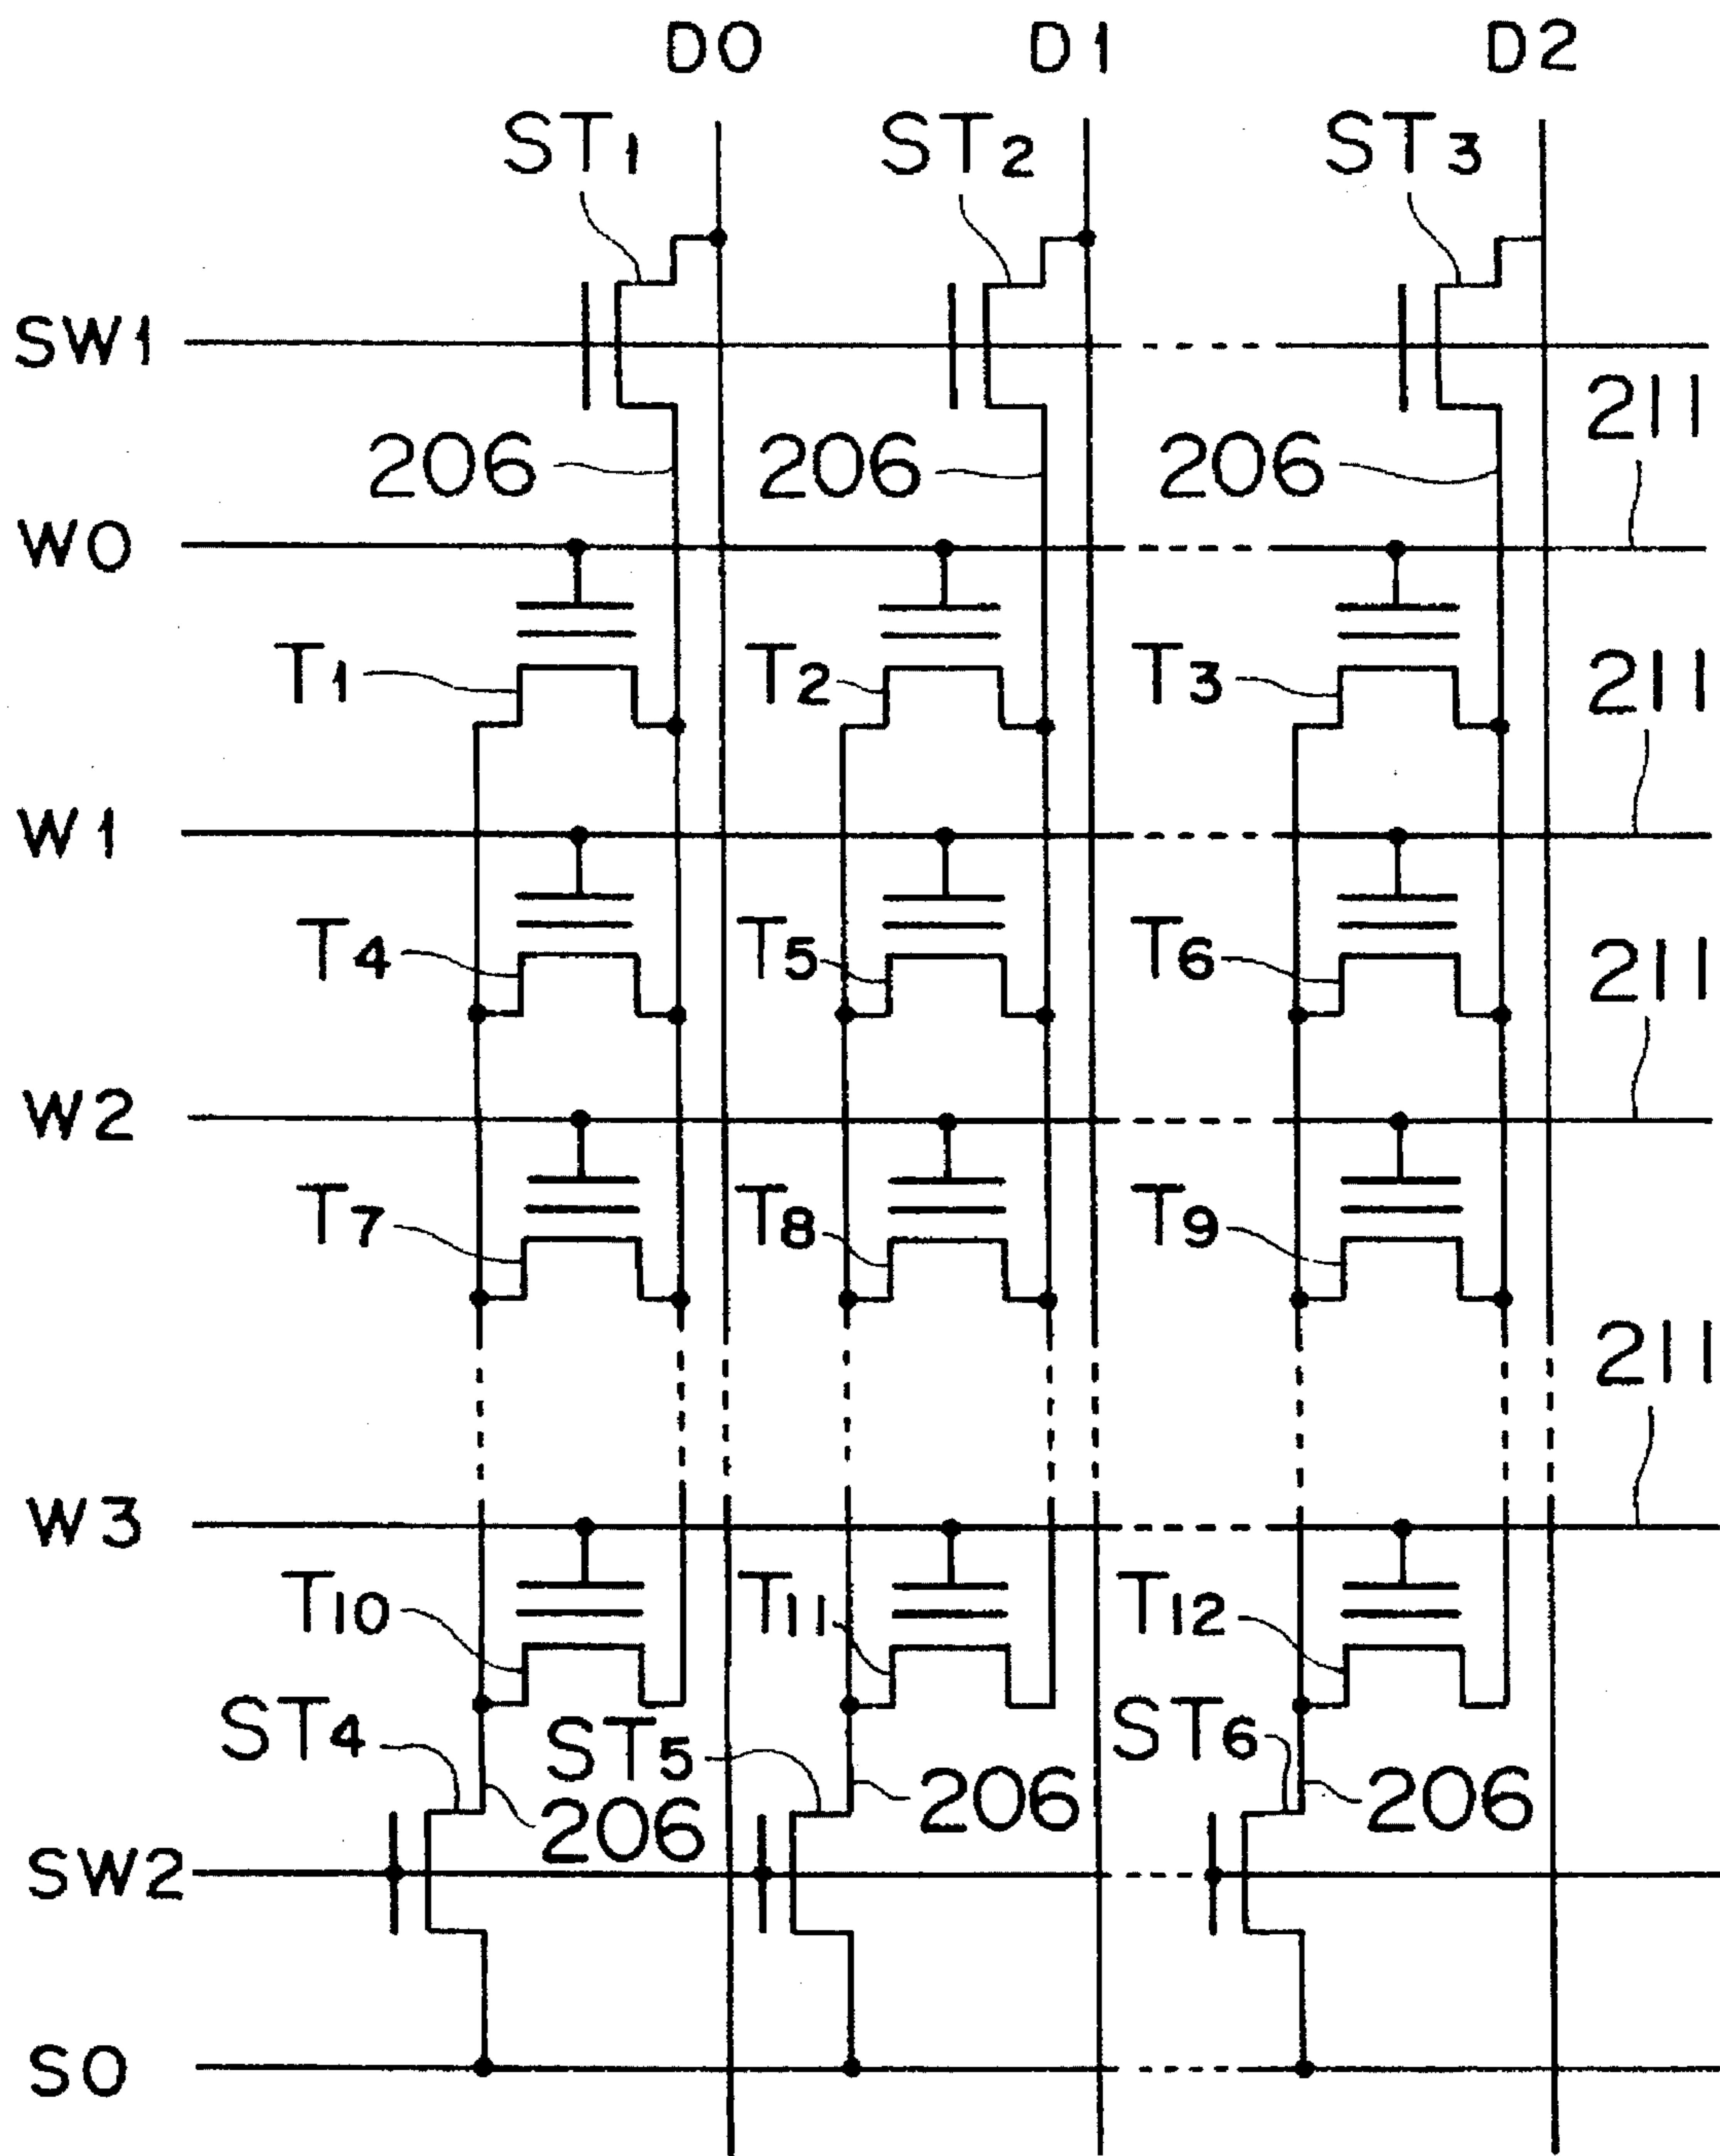 D0 D1 D2
ST1 ST2 ST3
SW1
211
206 206 206
W0
T1 T2 T3
211
W1
T4 T5 T6
211
W2
T7 T8 T9
211
W3
T10 T11 T12
ST4 ST5 ST6
206 206 206
SW2
S0